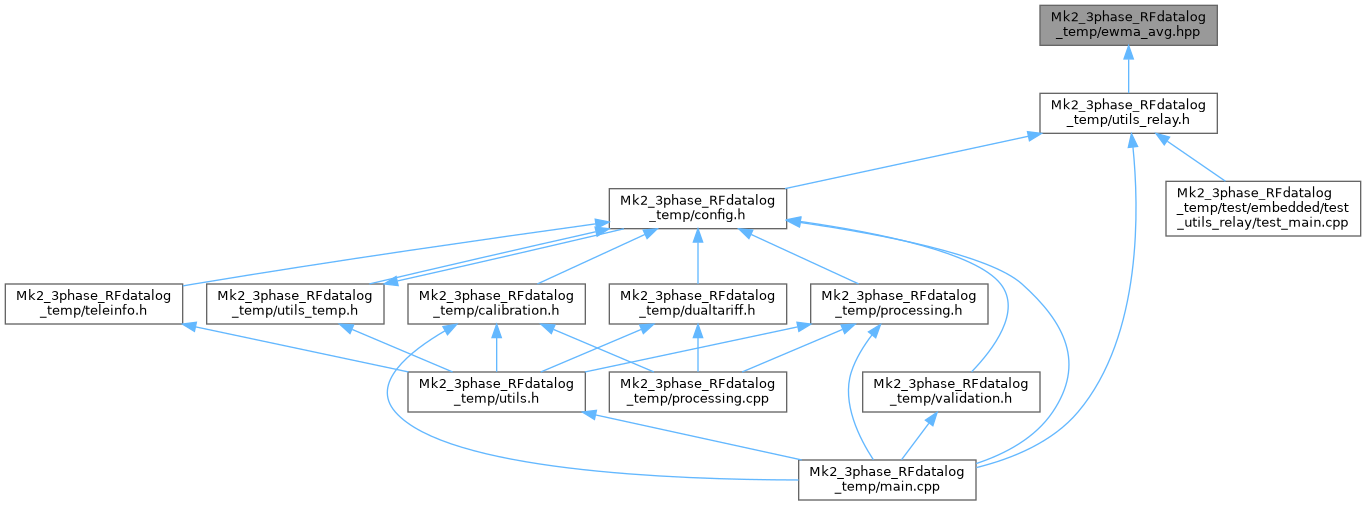 Mk2_3phase_RFdatalog
_temp/ewma_avg.hpp
Mk2_3phase_RFdatalog
_temp/utils_relay.h
Mk2_3phase_RFdatalog
_temp/test/embedded/test
_utils_relay/test_main.cpp
Mk2_3phase_RFdatalog
_temp/config.h
Mk2_3phase_RFdatalog
_temp/teleinfo.h
Mk2_3phase_RFdatalog
_temp/utils_temp.h
Mk2_3phase_RFdatalog
_temp/calibration.h
Mk2_3phase_RFdatalog
_temp/dualtariff.h
Mk2_3phase_RFdatalog
_temp/processing.h
Mk2_3phase_RFdatalog
_temp/utils.h
Mk2_3phase_RFdatalog
_temp/processing.cpp
Mk2_3phase_RFdatalog
_temp/validation.h
Mk2_3phase_RFdatalog
_temp/main.cpp